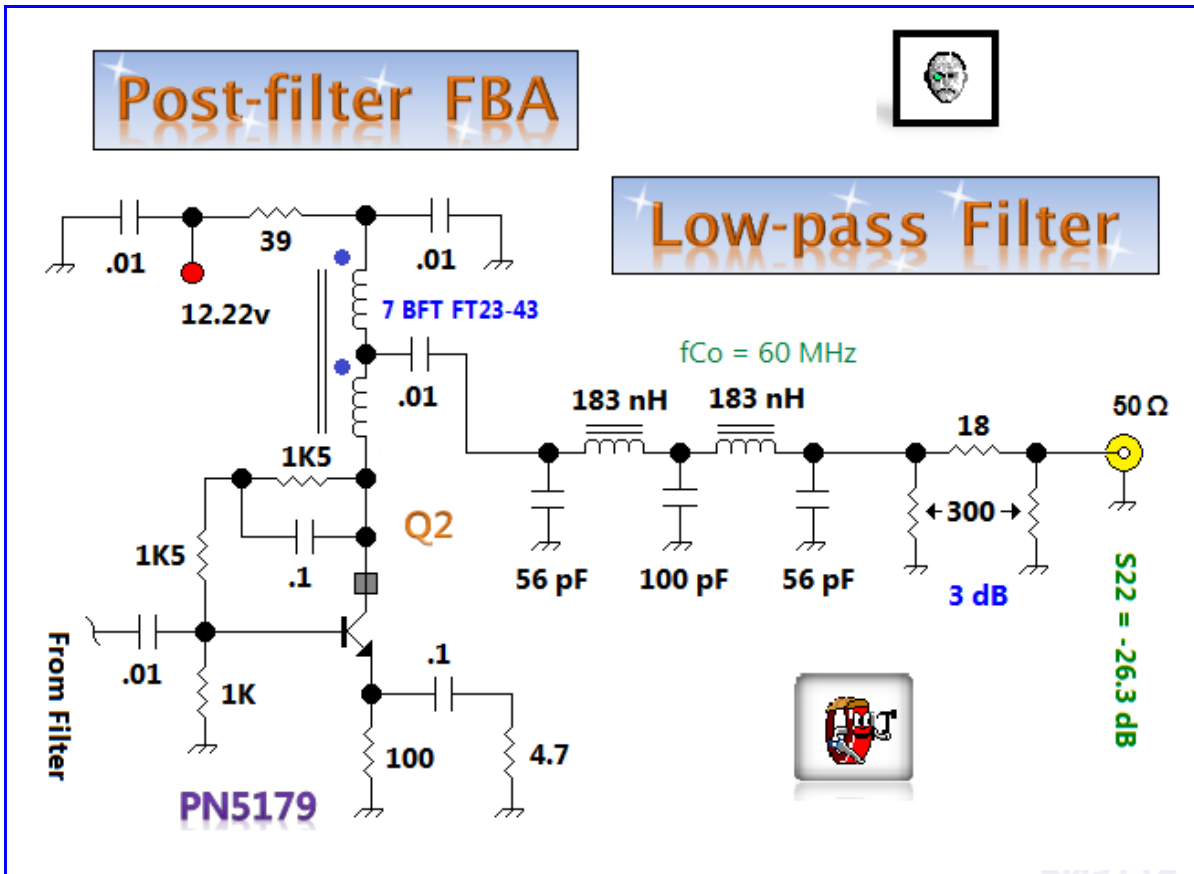 Post-filter FBA
Low-pass Filter
.01
39
.01
12.22v
7 BFT FT23-43
.01
fCo = 60 MHz
183 nH
183 nH
50 Ω
18
1K5
Q2
300
1K5
.1
56 pF
100 pF
56 pF
3 dB
S22 = -26.3 dB
From Filter
.01
1K
.1
100
4.7
PN5179